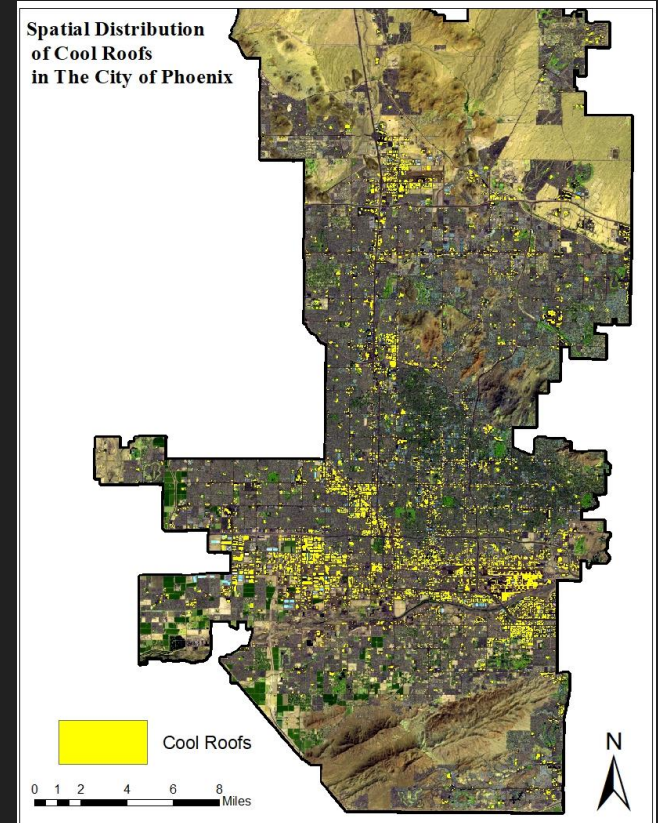 Spatial Distribution
of Cool Roofs
in The City of Phoenix
Cool Roofs
N
0 1 2 4 6 8
Miles